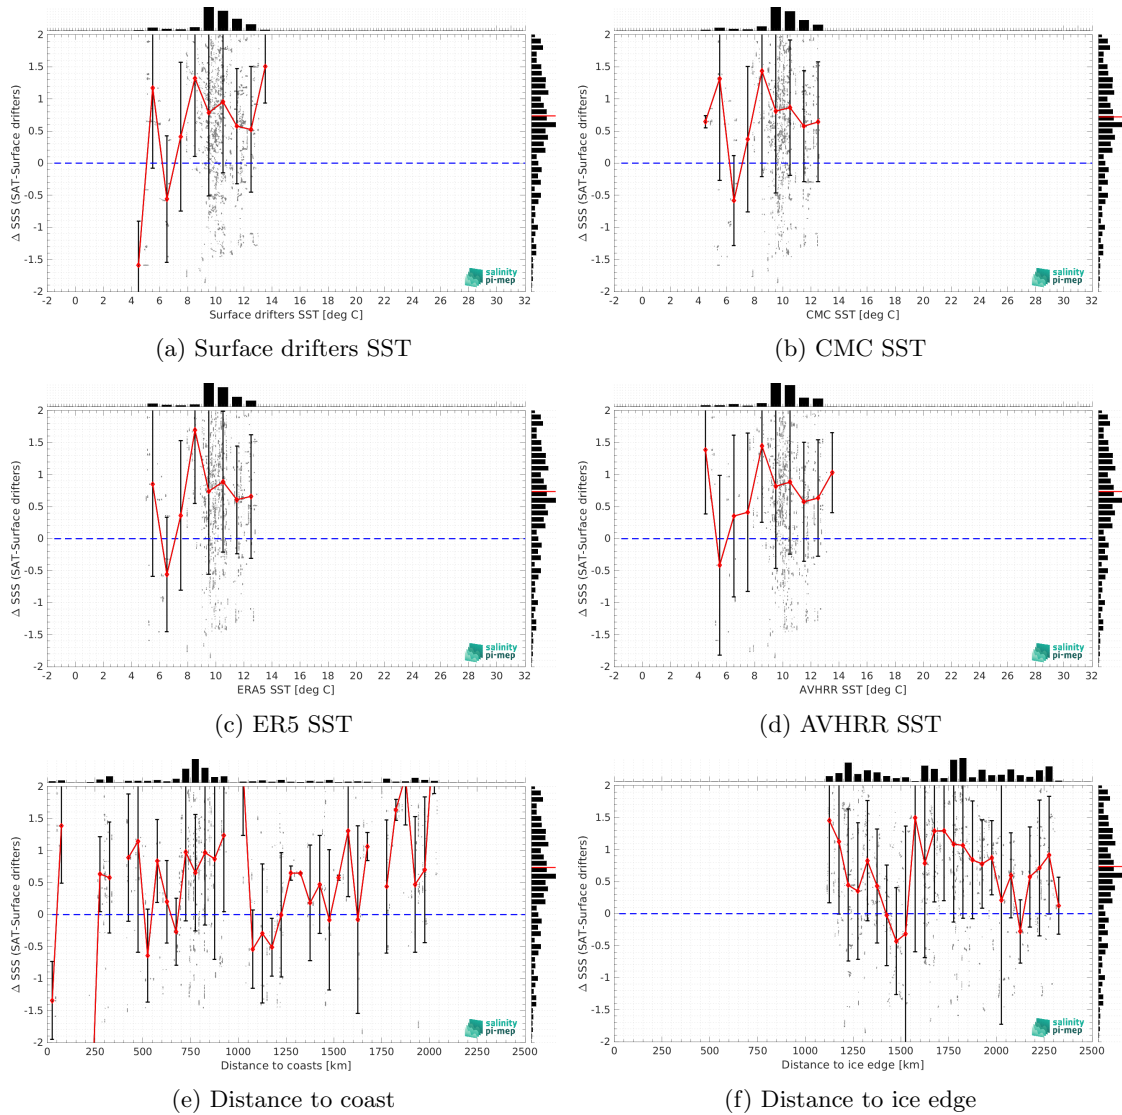 2
1.5
1
0.5
0
-0.5
-1
-1.5
-2
Δ SSS (SAT-Surface drifters)
-2 0 2 4 6 8 10 12 14 16 18 20 22 24 26 28 30 32
Surface drifters SST [deg C]
salinity
pi-mep
(a) Surface drifters SST
2
1.5
1
0.5
0
-0.5
-1
-1.5
-2
Δ SSS (SAT-Surface drifters)
-2 0 2 4 6 8 10 12 14 16 18 20 22 24 26 28 30 32
CMC SST [deg C]
salinity
pi-mep
(b) CMC SST
2
1.5
1
0.5
0
-0.5
-1
-1.5
-2
Δ SSS (SAT-Surface drifters)
-2 0 2 4 6 8 10 12 14 16 18 20 22 24 26 28 30 32
ERA5 SST [deg C]
salinity
pi-mep
(c) ER5 SST
2
1.5
1
0.5
0
-0.5
-1
-1.5
-2
Δ SSS (SAT-Surface drifters)
-2 0 2 4 6 8 10 12 14 16 18 20 22 24 26 28 30 32
AVHRR SST [deg C]
salinity
pi-mep
(d) AVHRR SST
2
1.5
1
0.5
0
-0.5
-1
-1.5
-2
Δ SSS (SAT-Surface drifters)
0 250 500 750 1000 1250 1500 1750 2000 2250 2500
Distance to coasts [km]
salinity
pi-mep
(e) Distance to coast
2
1.5
1
0.5
0
-0.5
-1
-1.5
-2
Δ SSS (SAT-Surface drifters)
0 250 500 750 1000 1250 1500 1750 2000 2250 2500
Distance to ice edge [km]
salinity
pi-mep
(f) Distance to ice edge